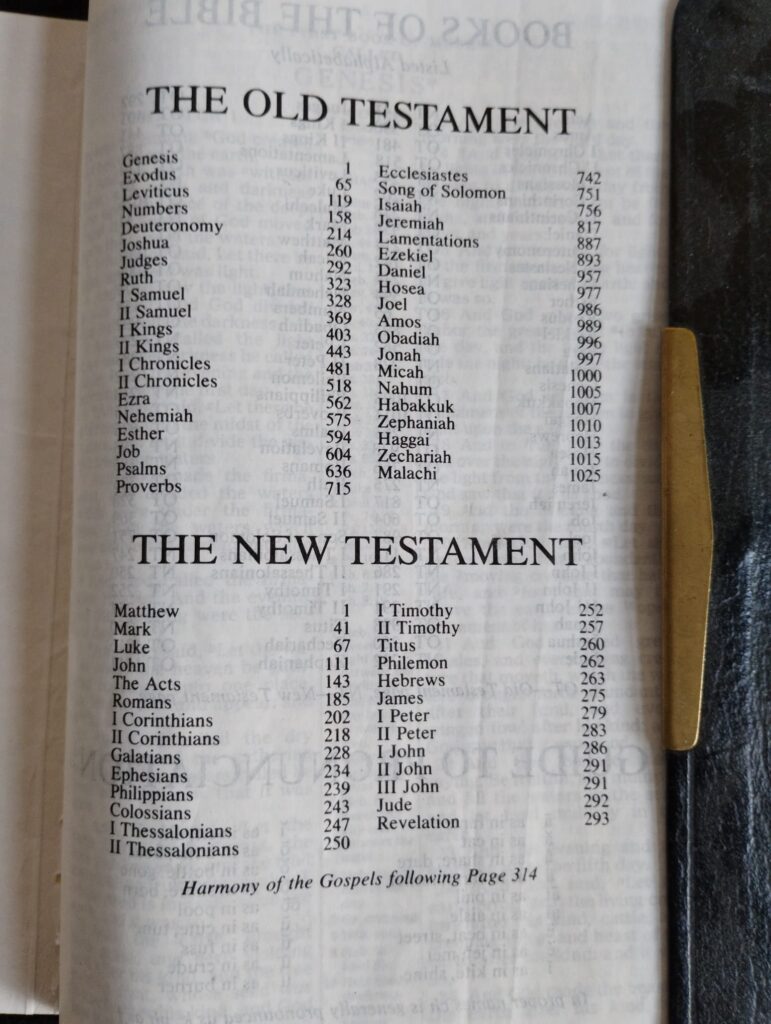 THE OLD TESTAMENT
Genesis 1
Exodus 65
Leviticus 119
Numbers 158
Deuteronomy 214
Joshua 260
Judges 292
Ruth 323
I Samuel 328
II Samuel 369
I Kings 403
II Kings 443
I Chronicles 481
II Chronicles 518
Ezra 562
Nehemiah 575
Esther 594
Job 604
Psalms 636
Proverbs 715
Ecclesiastes 742
Song of Solomon 751
Isaiah 756
Jeremiah 817
Lamentations 887
Ezekiel 893
Daniel 957
Hosea 977
Joel 986
Amos 989
Obadiah 996
Jonah 997
Micah 1000
Nahum 1005
Habakkuk 1007
Zephaniah 1010
Haggai 1013
Zechariah 1015
Malachi 1025
THE NEW TESTAMENT
Matthew 1
Mark 41
Luke 67
John 111
The Acts 143
Romans 185
I Corinthians 202
II Corinthians 218
Galatians 228
Ephesians 234
Philippians 239
Colossians 243
I Thessalonians 247
II Thessalonians 250
I Timothy 252
II Timothy 257
Titus 260
Philemon 262
Hebrews 263
James 275
I Peter 279
II Peter 283
I John 286
II John 291
III John 291
Jude 292
Revelation 293
Harmony of the Gospels following Page 314